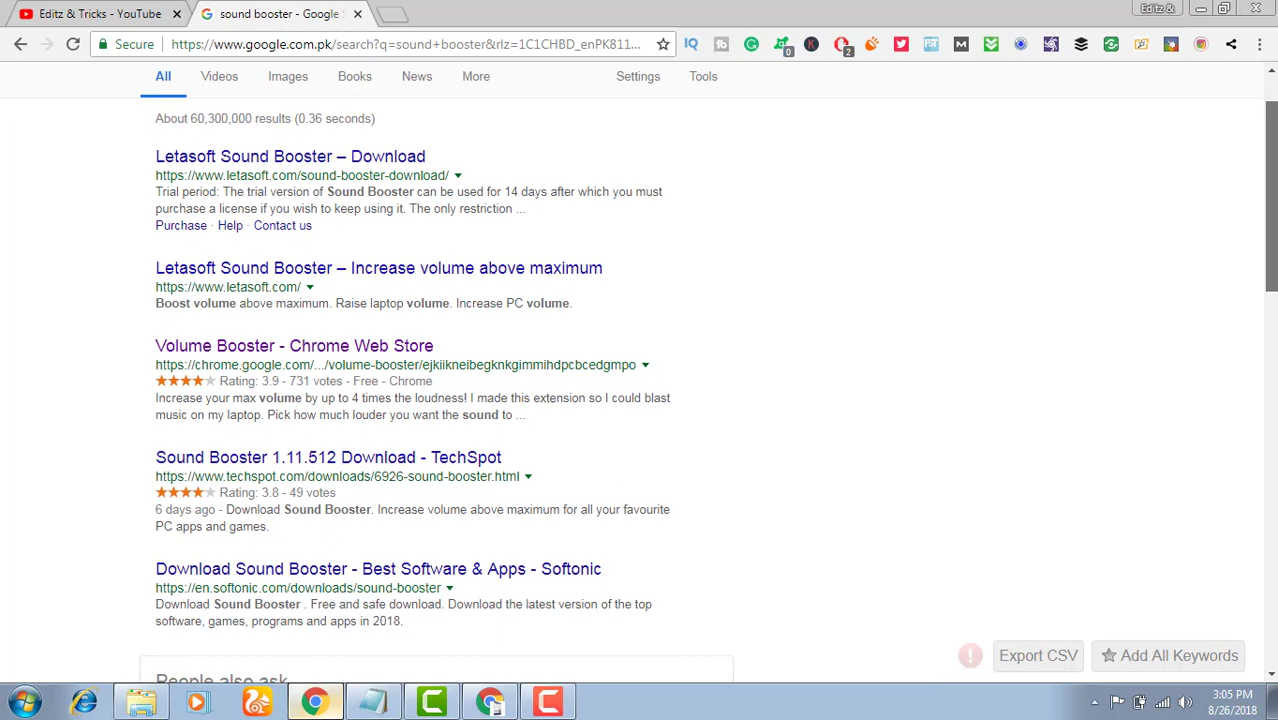 Editz & Tricks - YouTube
sound booster - Google S
Editz &
Secure
https://www.google.com.pk/search?q=sound+booster&rlz=1C1CHBD_enPK811...
All
Videos
Images
Books
News
More
Settings
Tools
About 60,300,000 results (0.36 seconds)
Letasoft Sound Booster – Download
https://www.letasoft.com/sound-booster-download/
Trial period: The trial version of Sound Booster can be used for 14 days after which you must
purchase a license if you wish to keep using it. The only restriction ...
Purchase · Help · Contact us
Letasoft Sound Booster – Increase volume above maximum
https://www.letasoft.com/
Boost volume above maximum. Raise laptop volume. Increase PC volume.
Volume Booster - Chrome Web Store
https://chrome.google.com/.../volume-booster/ejkiikneibegknkgimmihdpcbcedgmpo
Rating: 3.9 - 731 votes - Free - Chrome
Increase your max volume by up to 4 times the loudness! I made this extension so I could blast
music on my laptop. Pick how much louder you want the sound to ...
Sound Booster 1.11.512 Download - TechSpot
https://www.techspot.com/downloads/6926-sound-booster.html
Rating: 3.8 - 49 votes
6 days ago - Download Sound Booster. Increase volume above maximum for all your favourite
PC apps and games.
Download Sound Booster - Best Software & Apps - Softonic
https://en.softonic.com/downloads/sound-booster
Download Sound Booster . Free and safe download. Download the latest version of the top
software, games, programs and apps in 2018.
People also ask
Export CSV
Add All Keywords
3:05 PM
8/26/2018